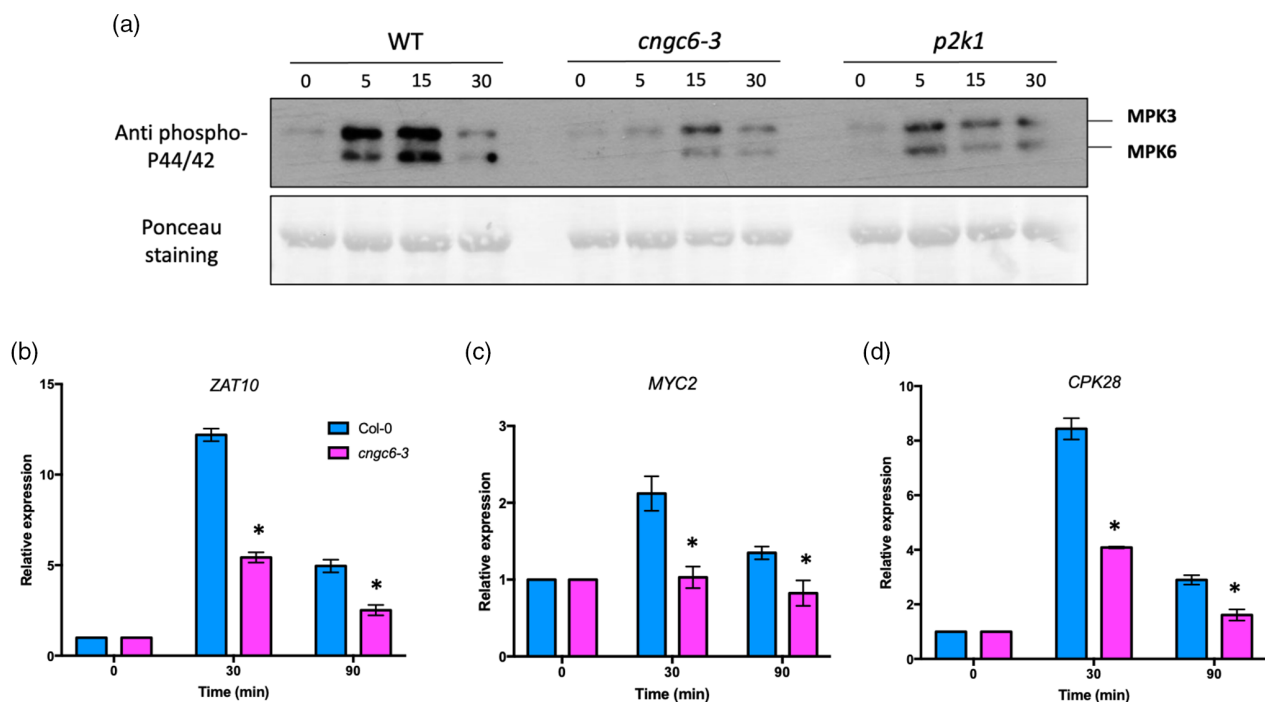 (a)
WT cngc6-3 p2k1
0 5 15 30 0 5 15 30 0 5 15 30
Anti phospho-
P44/42
MPK3
MPK6
Ponceau
staining
(b)
ZAT10
Relative expression
15
10
5
0
Col-0
cngc6-3
*
*
0 30 90
Time (min)
(c)
MYC2
Relative expression
3
2
1
0
*
*
0 30 90
Time (min)
(d)
CPK28
Relative expression
10
8
6
4
2
0
*
*
0 30 90
Time (min)